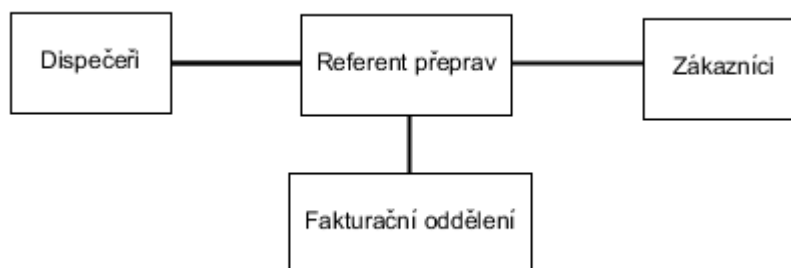 Dispečeři
Referent přeprav
Zákazníci
Fakturační oddělení